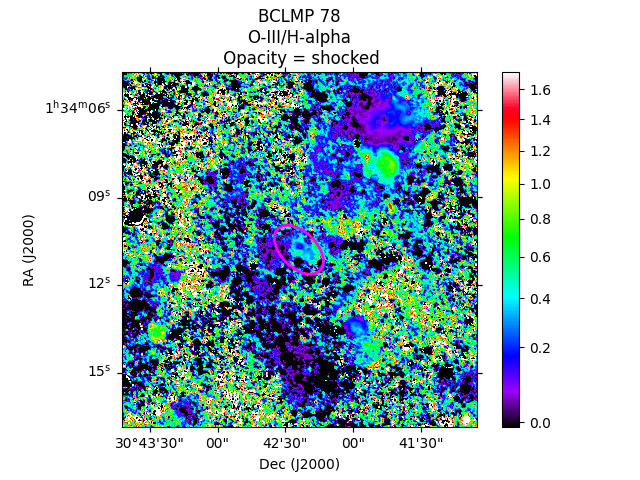 BCLMP 78
O-III/H-alpha
Opacity = shocked
1ʰ34ᵐ06ˢ
09ˢ
12ˢ
15ˢ
RA (J2000)
30°43'30" 00" 42'30" 00" 41'30"
Dec (J2000)
1.6
1.4
1.2
1.0
0.8
0.6
0.4
0.2
0.0